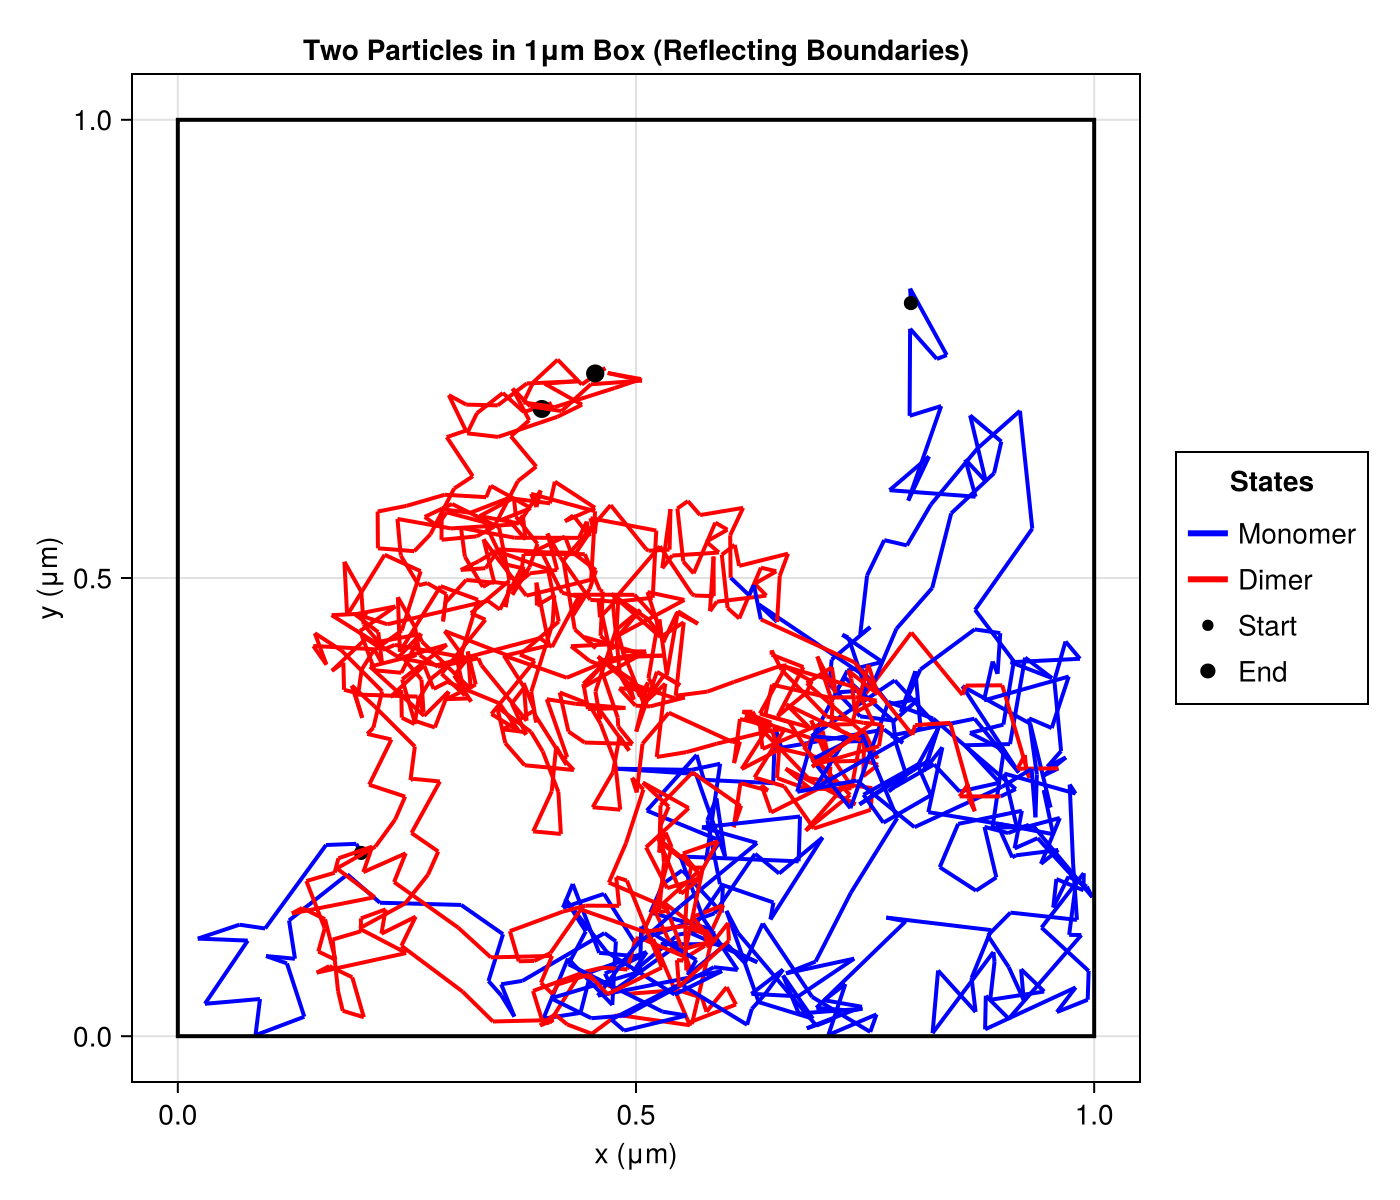 Two Particles in 1μm Box (Reflecting Boundaries)
1.0
0.5
0.0
y (μm)
0.0
0.5
1.0
x (μm)
States
Monomer
Dimer
Start
End